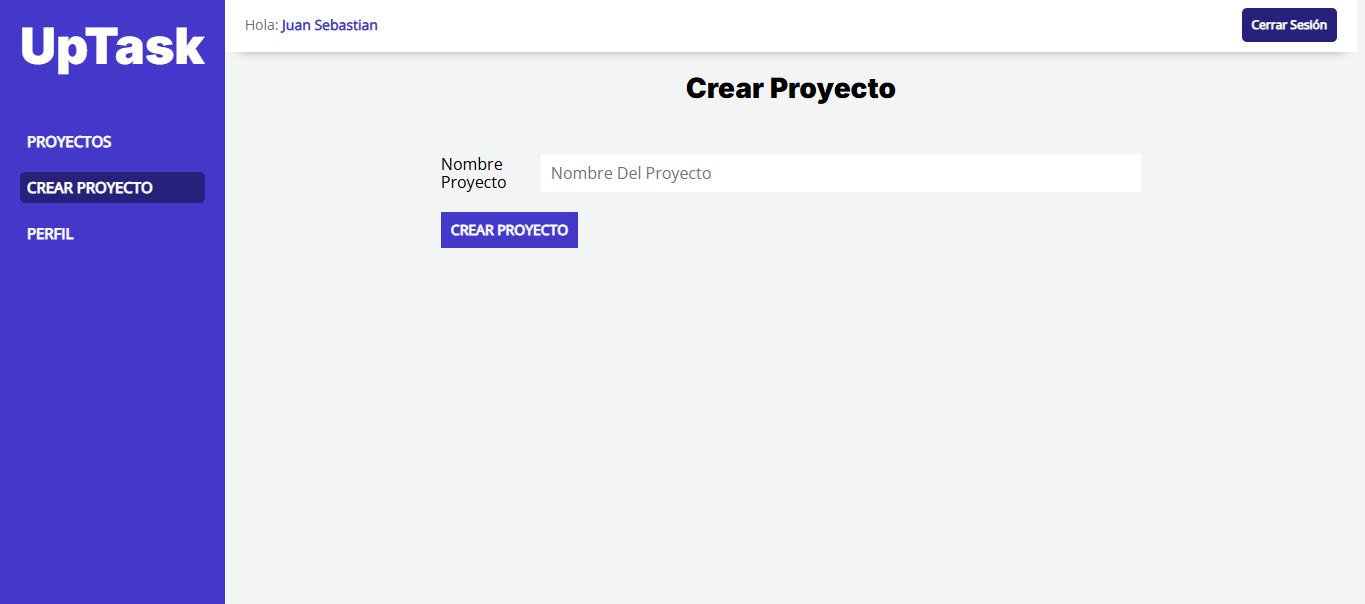 UpTask
PROYECTOS
CREAR PROYECTO
PERFIL
Hola: Juan Sebastian
Cerrar Sesión
Crear Proyecto
Nombre
Proyecto
Nombre Del Proyecto
CREAR PROYECTO